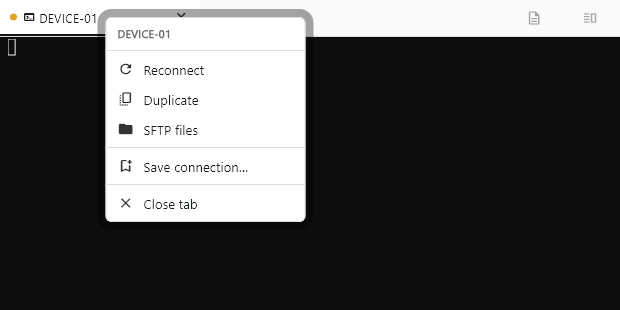 DEVICE-01
DEVICE-01
Reconnect
Duplicate
SFTP files
Save connection...
Close tab